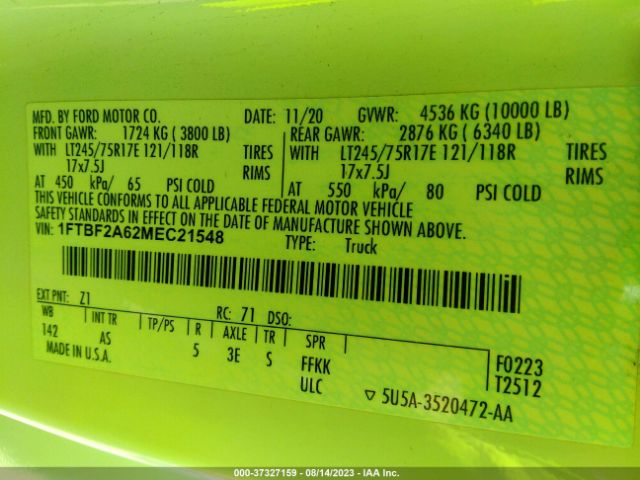 MFD. BY FORD MOTOR CO. DATE: 11/20 GVWR: 4536 KG (10000 LB)
FRONT GAWR: 1724 KG ( 3800 LB) REAR GAWR: 2876 KG ( 6340 LB)
WITH LT245/75R17E 121/118R TIRES WITH LT245/75R17E 121/118R TIRES
17x7.5J RIMS 17x7.5J RIMS
AT 450 kPa/ 65 PSI COLD AT 550 kPa/ 80 PSI COLD
THIS VEHICLE CONFORMS TO ALL APPLICABLE FEDERAL MOTOR VEHICLE
SAFETY STANDARDS IN EFFECT ON THE DATE OF MANUFACTURE SHOWN ABOVE.
VIN: 1FTBF2A62MEC21548 TYPE: Truck
EXT PNT: Z1 RC: 71 DSO:
WB INT TR TP/PS R AXLE TR SPR
142 AS 5 3E S FFKK F0223
MADE IN U.S.A. ULC T2512
▽ 5U5A-3520472-AA
000-37327159 - 08/14/2023 - IAA Inc.